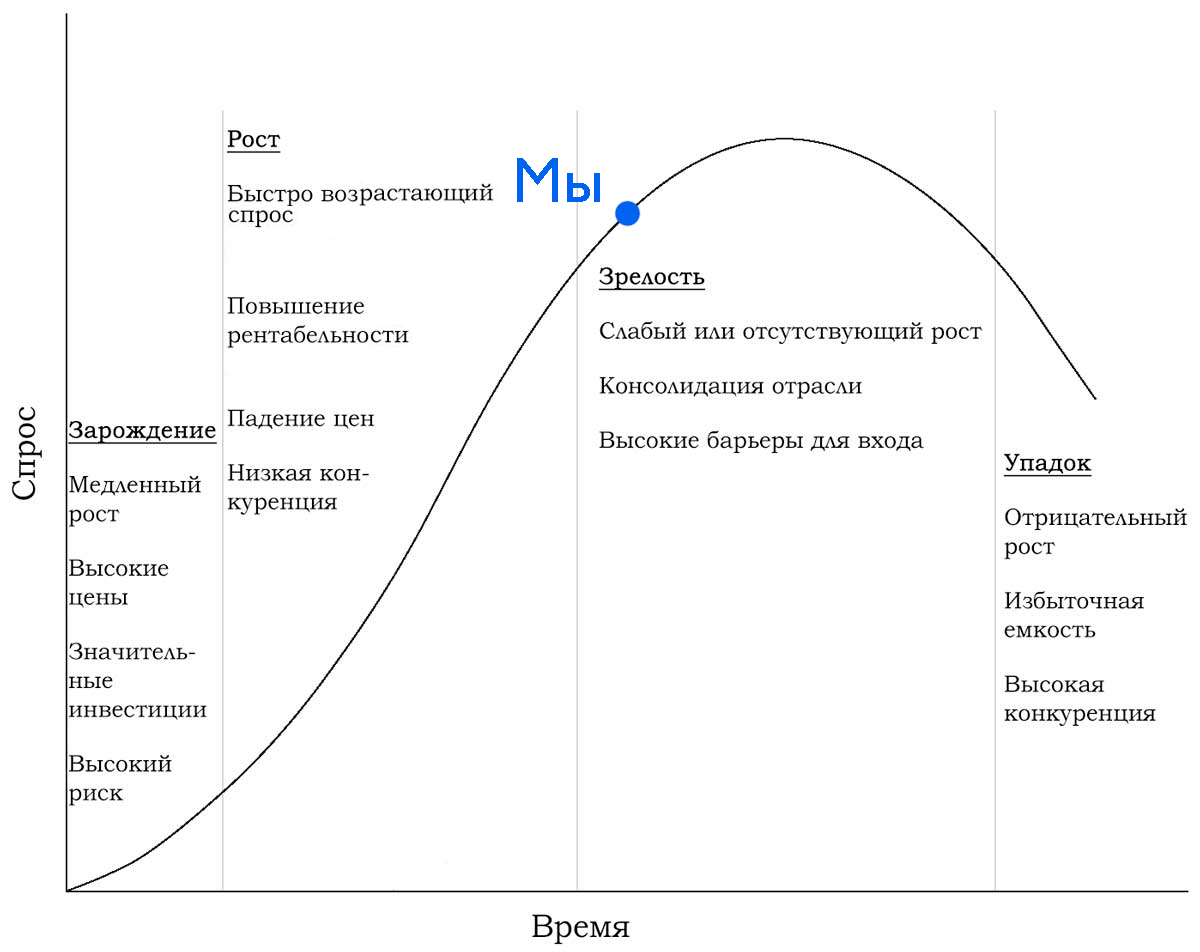 Рост
Быстро возрастающий
спрос
Повышение
рентабельности
Падение цен
Низкая кон-
куренция
Мы
Зрелость
Слабый или отсутствующий рост
Консолидация отрасли
Высокие барьеры для входа
Зарождение
Медленный
рост
Высокие
цены
Значитель-
ные
инвестиции
Высокий
риск
Упадок
Отрицательный
рост
Избыточная
емкость
Высокая
конкуренция
Спрос
Время